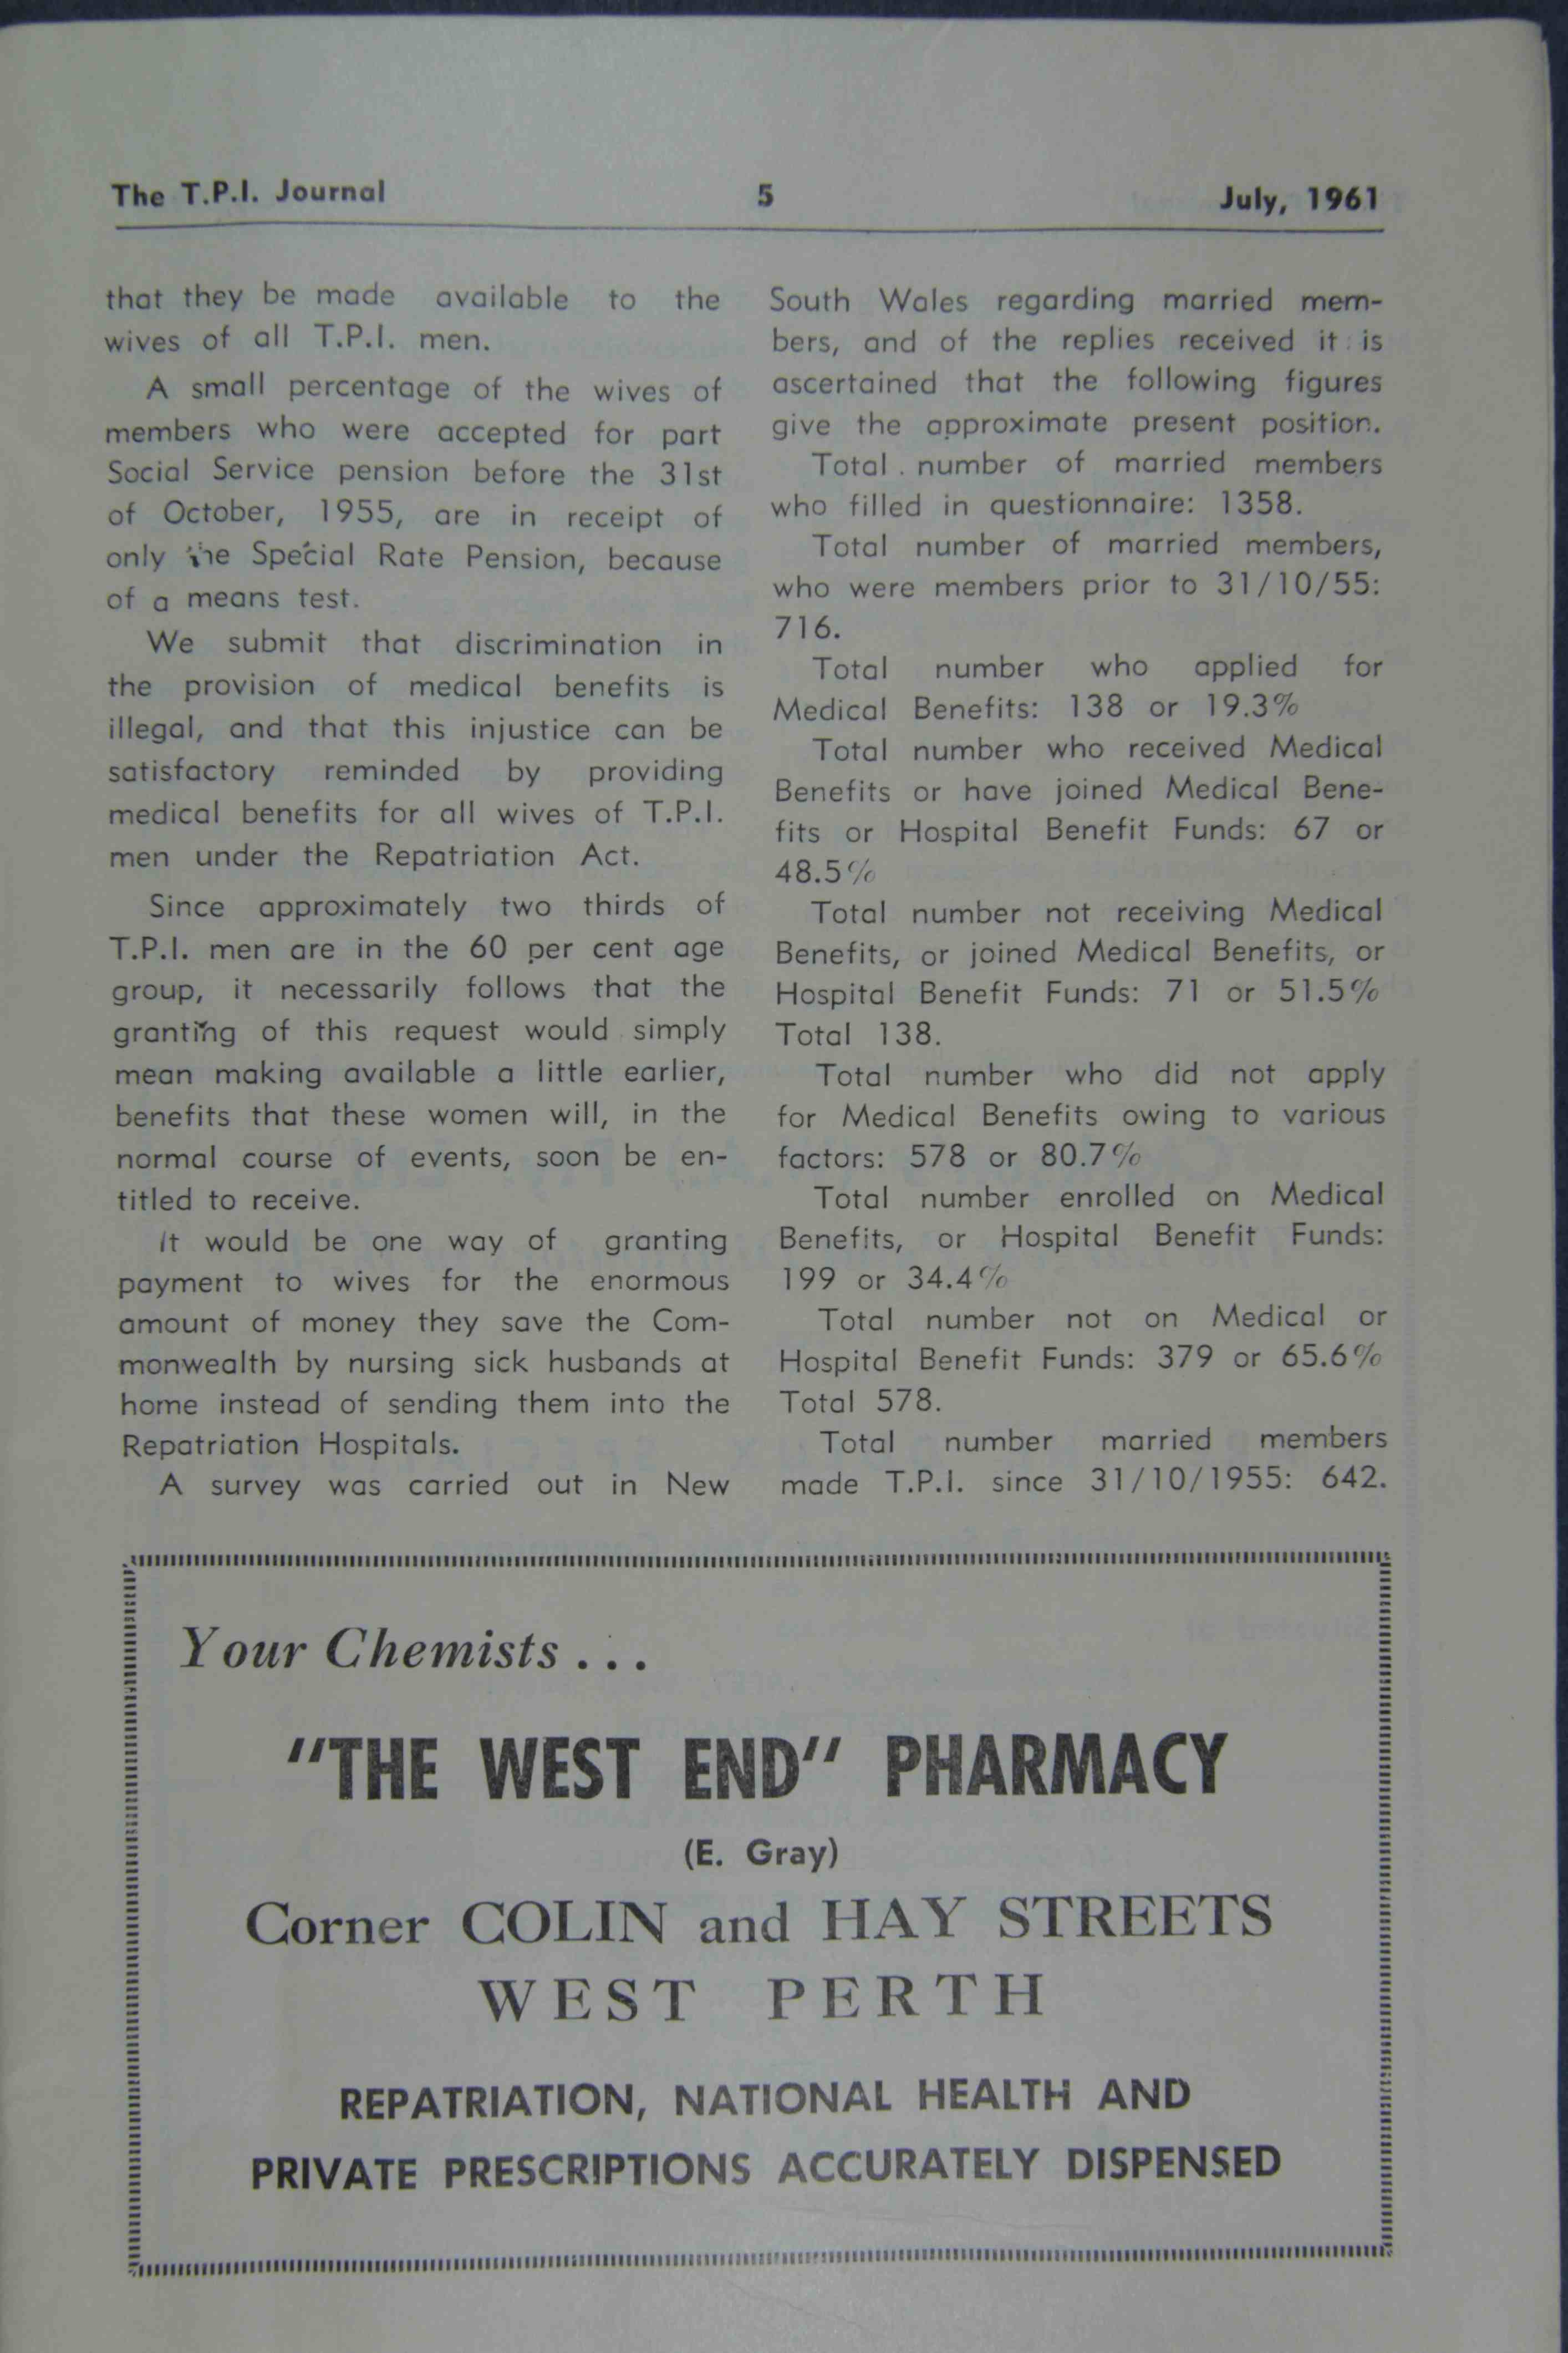 The T.P.I. Journal 5 July, 1961
that they be made available to the
wives of all T.P.I. men.
A small percentage of the wives of
members who were accepted for part
Social Service pension before the 31st
of October, 1955, are in receipt of
only the Special Rate Pension, because
of a means test.
We submit that discrimination in
the provision of medical benefits is
illegal, and that this injustice can be
satisfactory reminded by providing
medical benefits for all wives of T.P.I.
men under the Repatriation Act.
Since approximately two thirds of
T.P.I. men are in the 60 per cent age
group, it necessarily follows that the
granting of this request would simply
mean making available a little earlier,
benefits that these women will, in the
normal course of events, soon be en-
titled to receive.
It would be one way of granting
payment to wives for the enormous
amount of money they save the Com-
monwealth by nursing sick husbands at
home instead of sending them into the
Repatriation Hospitals.
A survey was carried out in New
South Wales regarding married mem-
bers, and of the replies received it is
ascertained that the following figures
give the approximate present position.
Total number of married members
who filled in questionnaire: 1358.
Total number of married members,
who were members prior to 31/10/55:
716.
Total number who applied for
Medical Benefits: 138 or 19.3%
Total number who received Medical
Benefits or have joined Medical Bene-
fits or Hospital Benefit Funds: 67 or
48.5%
Total number not receiving Medical
Benefits, or joined Medical Benefits, or
Hospital Benefit Funds: 71 or 51.5%
Total 138.
Total number who did not apply
for Medical Benefits owing to various
factors: 578 or 80.7%
Total number enrolled on Medical
Benefits, or Hospital Benefit Funds:
199 or 34.4%
Total number not on Medical or
Hospital Benefit Funds: 379 or 65.6%
Total 578.
Total number married members
made T.P.I. since 31/10/1955: 642.
Your Chemists . . .
"THE WEST END" PHARMACY
(E. Gray)
Corner COLIN and HAY STREETS
WEST PERTH
REPATRIATION, NATIONAL HEALTH AND
PRIVATE PRESCRIPTIONS ACCURATELY DISPENSED